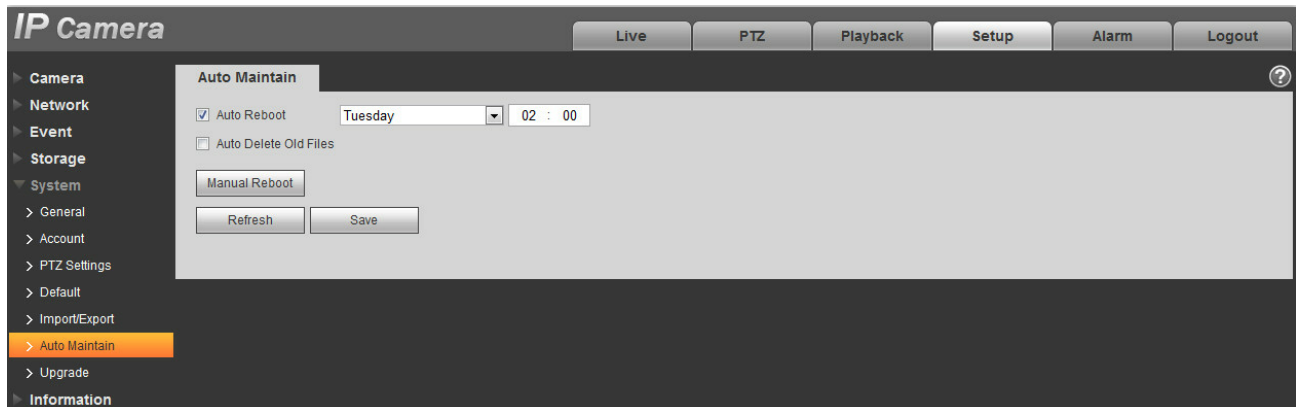 IP Camera
Live PTZ Playback Setup Alarm Logout
Camera
Network
Event
Storage
System
General
Account
PTZ Settings
Default
Import/Export
Auto Maintain
Upgrade
Information
Auto Maintain
?
Auto Reboot Tuesday 02 : 00
Auto Delete Old Files
Manual Reboot
Refresh Save